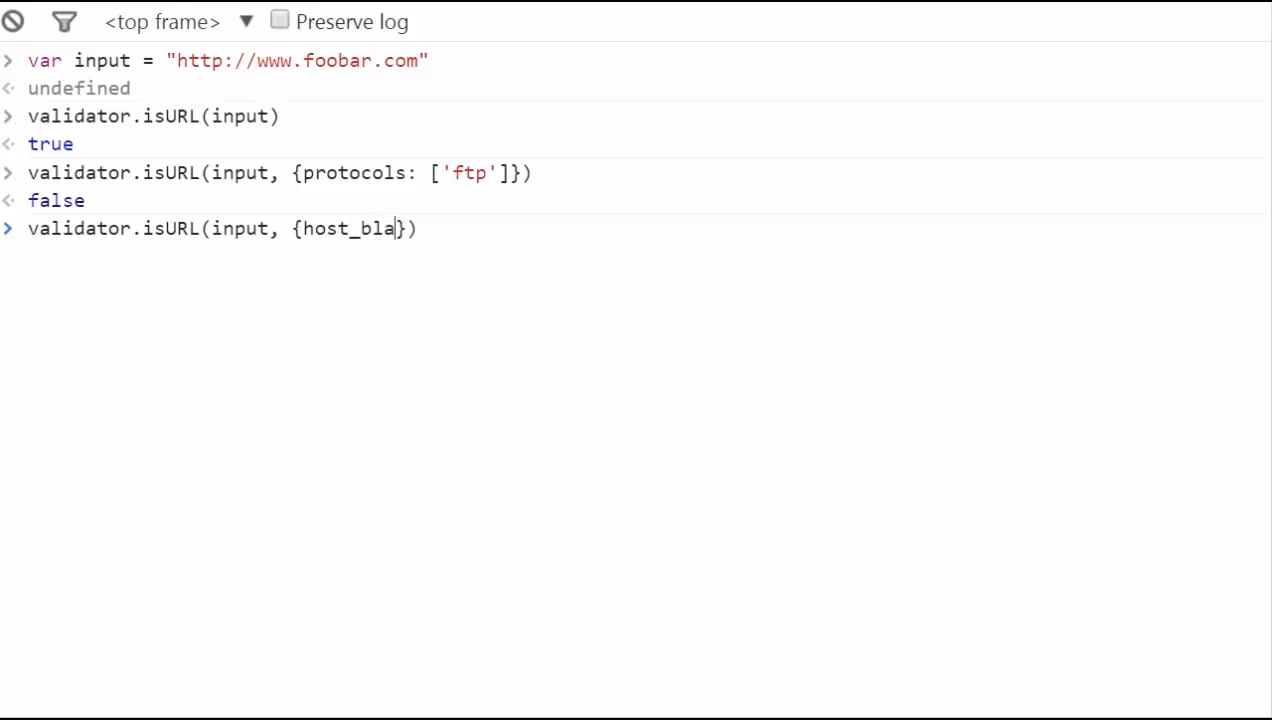 <top frame> ▼ Preserve log
> var input = "http://www.foobar.com"
undefined
> validator.isURL(input)
true
> validator.isURL(input, {protocols: ['ftp']})
false
> validator.isURL(input, {host_bla})